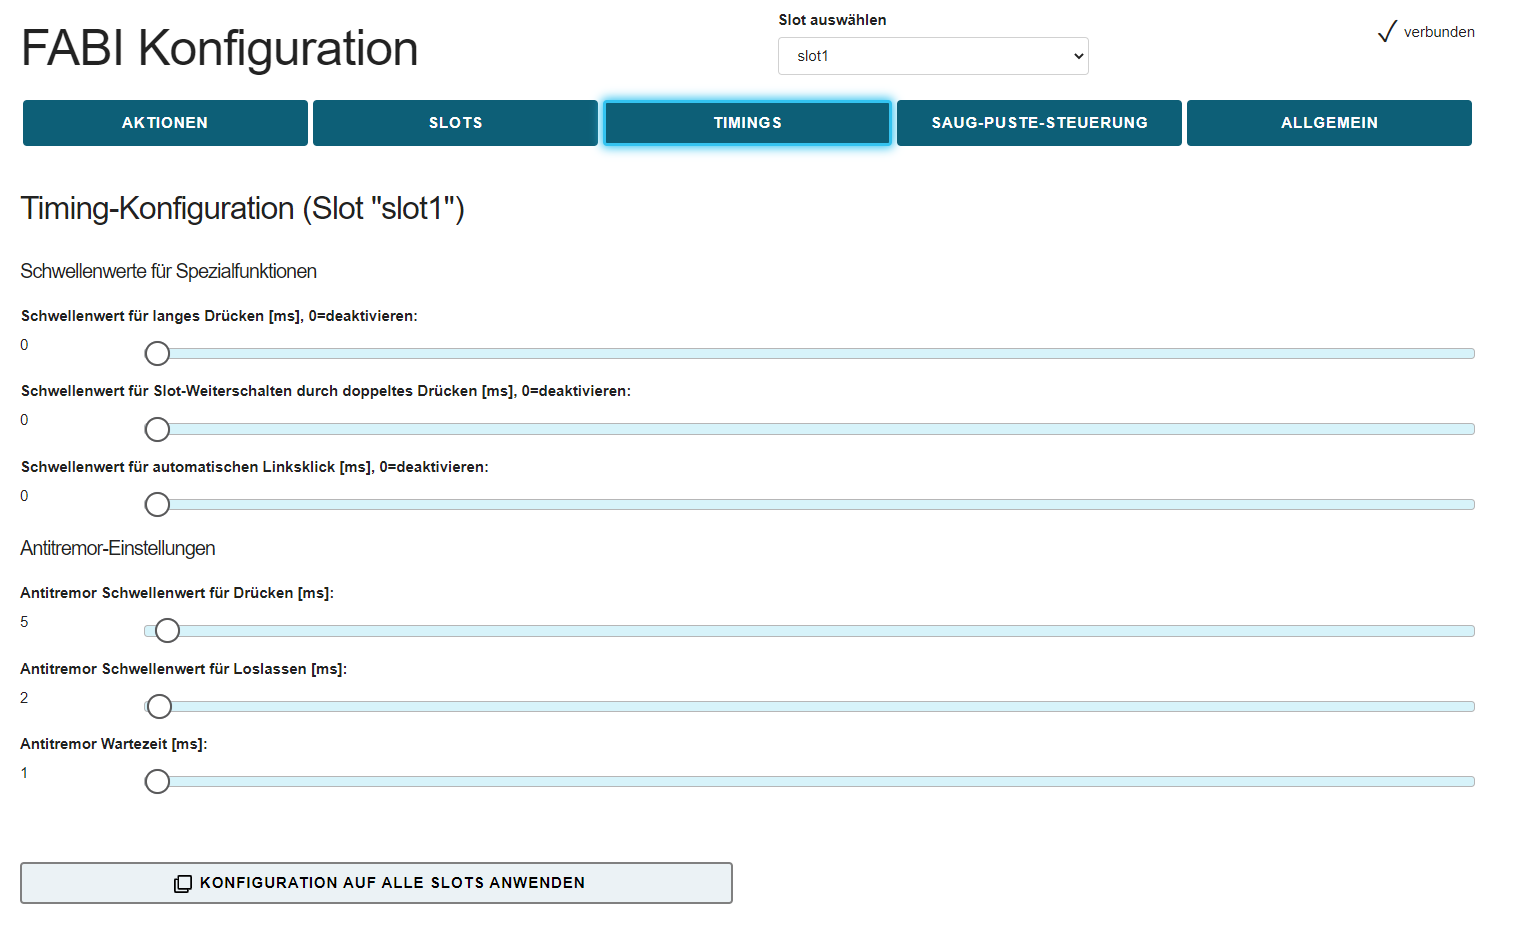 FABI Konfiguration
Slot auswählen
slot1
verbunden
AKTIONEN
SLOTS
TIMINGS
SAUG-PUSTE-STEUERUNG
ALLGEMEIN
Timing-Konfiguration (Slot "slot1")
Schwellenwerte für Spezialfunktionen
Schwellenwert für langes Drücken [ms], 0=deaktivieren:
0
Schwellenwert für Slot-Weiterschalten durch doppeltes Drücken [ms], 0=deaktivieren:
0
Schwellenwert für automatischen Linksklick [ms], 0=deaktivieren:
0
Antitremor-Einstellungen
Antitremor Schwellenwert für Drücken [ms]:
5
Antitremor Schwellenwert für Loslassen [ms]:
2
Antitremor Wartezeit [ms]:
1
KONFIGURATION AUF ALLE SLOTS ANWENDEN